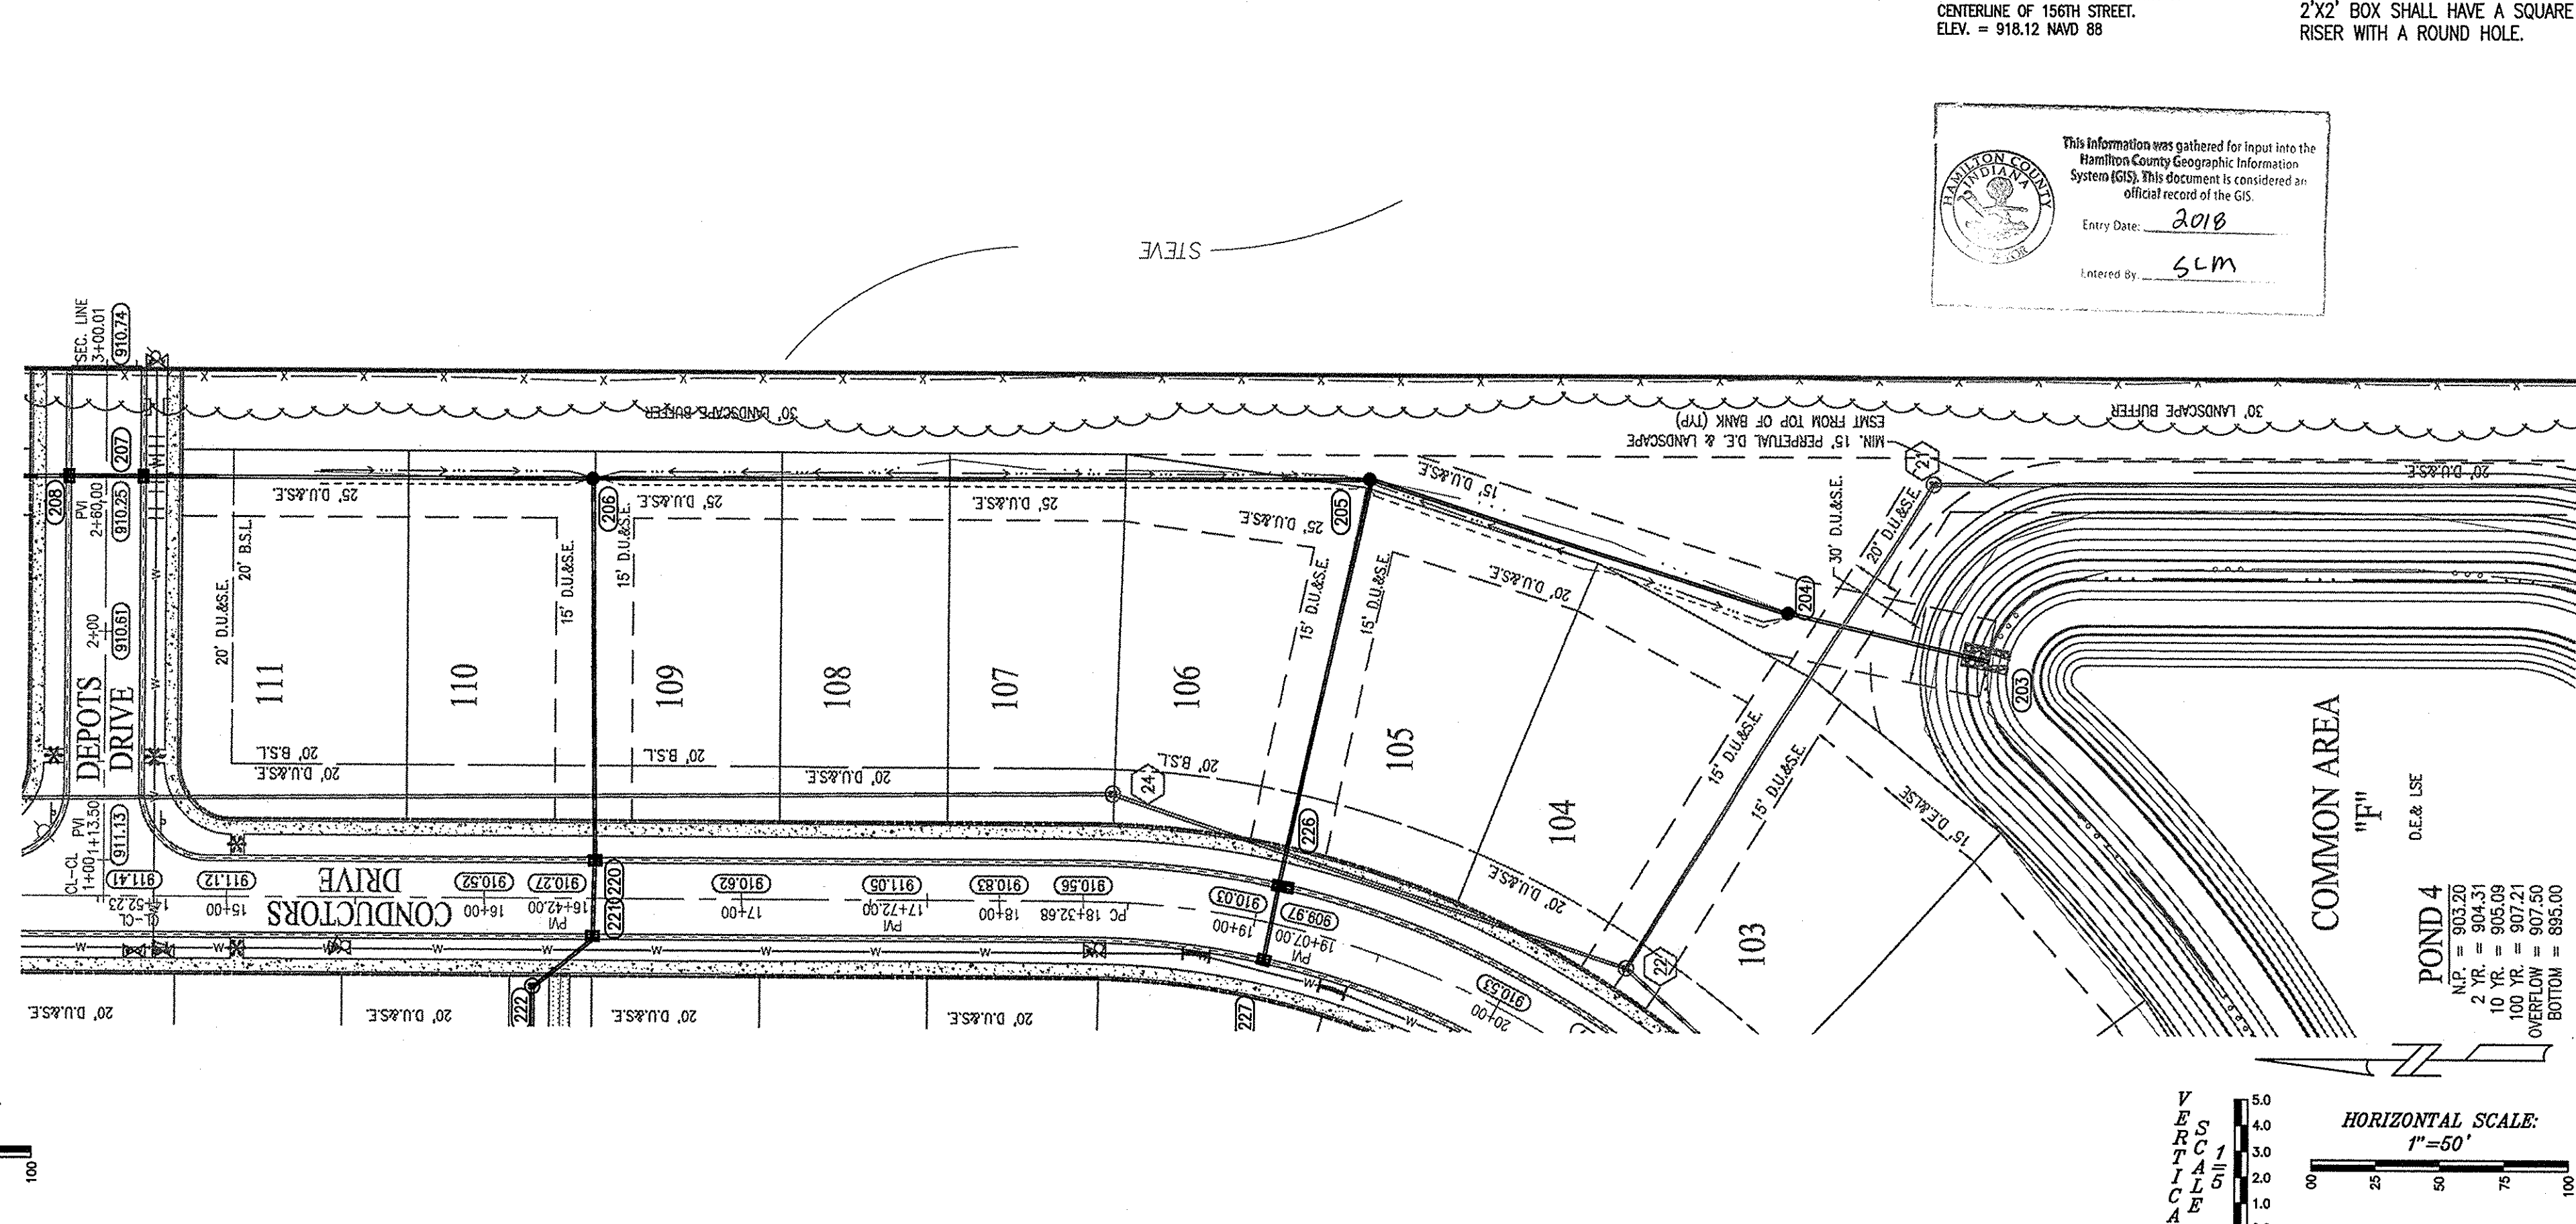 CENTERLINE OF 156TH STREET.
ELEV. = 918.12 NAVD 88
2'X2' BOX SHALL HAVE A SQUARE
RISER WITH A ROUND HOLE.
HAMILTON COUNTY
INDIANA
This information was gathered for input into the
Hamilton County Geographic Information
System (GIS). This document is considered an
official record of the GIS.
Entry Date: 2018
Entered By: SLM
STEVE
SEC. LINE
3+00.01
910.74
207
208
PVI
2+60.00
910.25
2+00
910.61
DEPOTS
DRIVE
PVI
1+13.50
911.13
CL-CL
1+00
30' LANDSCAPE BUFFER
30' LANDSCAPE BUFFER
MIN. 15' PERPETUAL D.E. & LANDSCAPE
ESMT FROM TOP OF BANK (TYP)
25' D.U.&S.E.
25' D.U.&S.E.
25' D.U.&S.E.
25' D.U.&S.E.
206
205
204
203
21
15' D.U.&S.E.
20' D.U.&S.E.
30' D.U.&S.E.
20' D.U.&S.E.
20' D.U.&S.E.
20' B.S.L.
20' D.U.&S.E.
15' D.U.&S.E.
15' D.U.&S.E.
15' D.U.&S.E.
15' D.U.&S.E.
15' D.U.&S.E.
15' D.U.&S.E.
15' D.E.&LSE
111
110
109
108
107
106
105
104
103
20' B.S.L.
20' D.U.&S.E.
20' B.S.L.
20' D.U.&S.E.
20' B.S.L.
20' D.U.&S.E.
24
226
22
CL-CL
14+52.23
911.41
15+00
911.12
CONDUCTORS
DRIVE
16+00
910.52
PVI
16+42.00
910.27
220
221
222
17+00
910.62
PVI
17+72.00
911.05
18+00
910.83
PC 18+32.68
910.56
19+00
910.03
PVI
19+07.00
909.97
227
20+00
910.53
20' D.U.&S.E.
20' D.U.&S.E.
20' D.U.&S.E.
20' D.U.&S.E.
COMMON AREA
"F"
D.E.& LSE
POND 4
N.P. = 903.20
2 YR. = 904.31
10 YR. = 905.09
100 YR. = 907.21
OVERFLOW = 907.50
BOTTOM = 895.00
VERTICA
SCALE
1/5
5.0
4.0
3.0
2.0
1.0
HORIZONTAL SCALE:
1"=50'
00
25
50
75
100
100